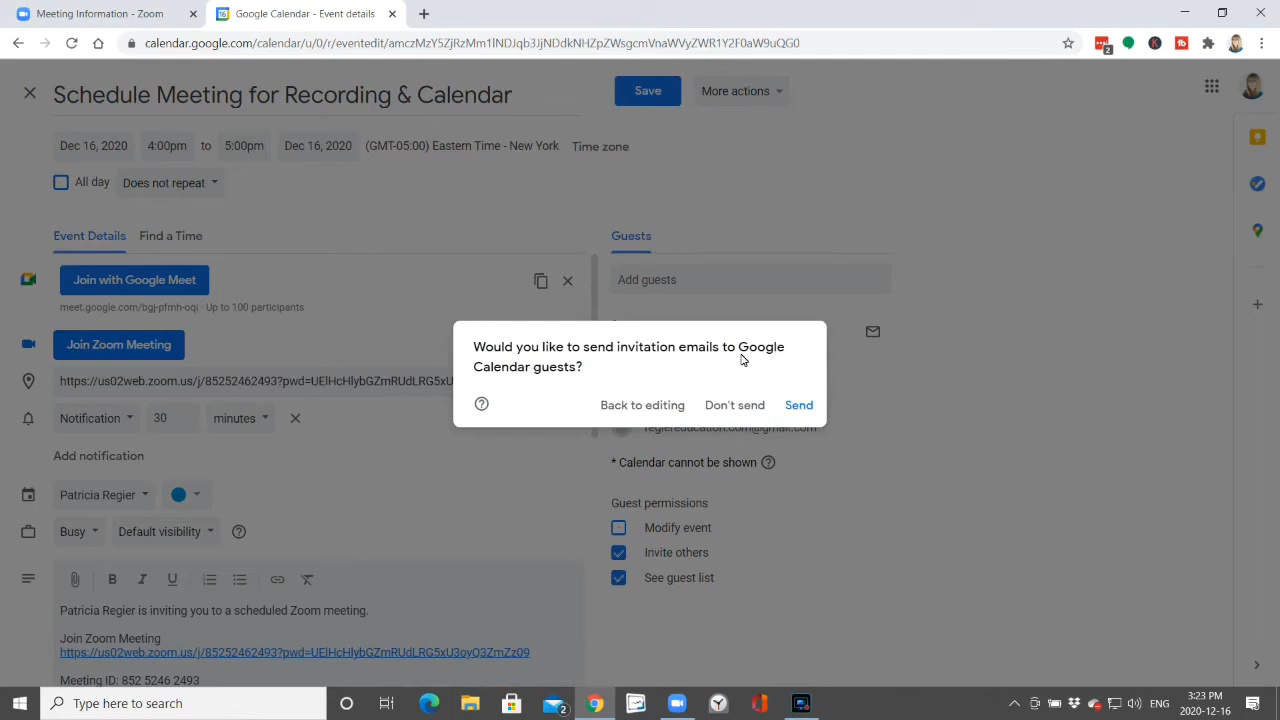 Meeting Information - Zoom
Google Calendar - Event details
calendar.google.com/calendar/u/0/r/eventedit/amczMzY5ZjRzMm1lNDJqb3JjNDdkNHZpZWsgcmVnaWVyZWR1Y2F0aW9uQG0
2
Schedule Meeting for Recording & Calendar
Save
More actions
Dec 16, 2020 4:00pm to 5:00pm Dec 16, 2020 (GMT-05:00) Eastern Time - New York Time zone
All day Does not repeat
Event Details Find a Time
Guests
Join with Google Meet
Add guests
meet.google.com/bgj-pfmh-oqi · Up to 100 participants
Join Zoom Meeting
Would you like to send invitation emails to Google
Calendar guests?
Back to editing Don't send Send
https://us02web.zoom.us/j/85252462493?pwd=UElHcHlybGZmRUdLRG5xU
Notification 30 minutes
regiereducation.com@gmail.com
Add notification
* Calendar cannot be shown
Patricia Regier
Guest permissions
Busy Default visibility
Modify event
Invite others
See guest list
Patricia Regier is inviting you to a scheduled Zoom meeting.
Join Zoom Meeting
https://us02web.zoom.us/j/85252462493?pwd=UElHcHlybGZmRUdLRG5xU3oyQ3ZmZz09
Meeting ID: 852 5246 2493
Type here to search
2
ENG
3:23 PM
2020-12-16